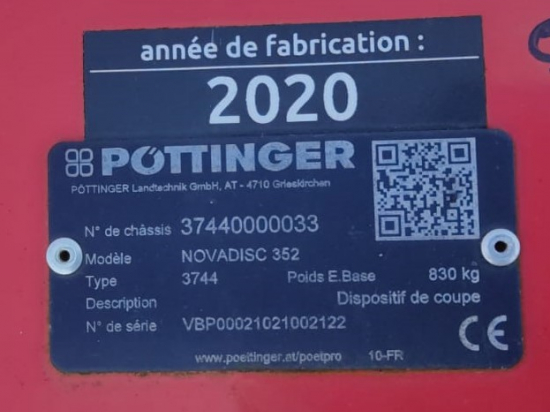 année de fabrication :
2020
PÖTTINGER
PÖTTINGER Landtechnik GmbH, AT - 4710 Grieskirchen
N° de châssis 37440000033
Modèle NOVADISC 352
Type 3744 Poids E.Base 830 kg
Description Dispositif de coupe
N° de série VBP00021021002122
CE
www.poettinger.at/poetpro 10-FR